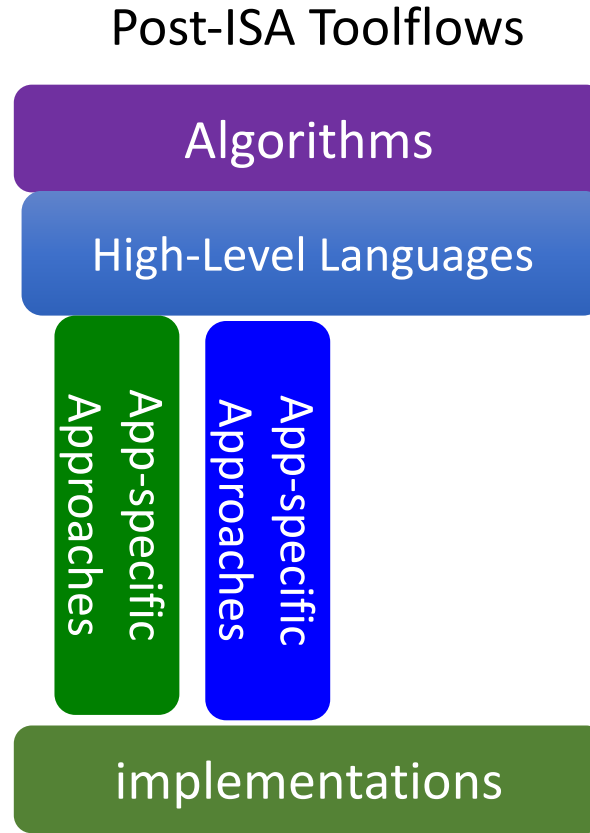 Post-ISA Toolflows
Algorithms
High-Level Languages
App-specific
Approaches
App-specific
Approaches
implementations